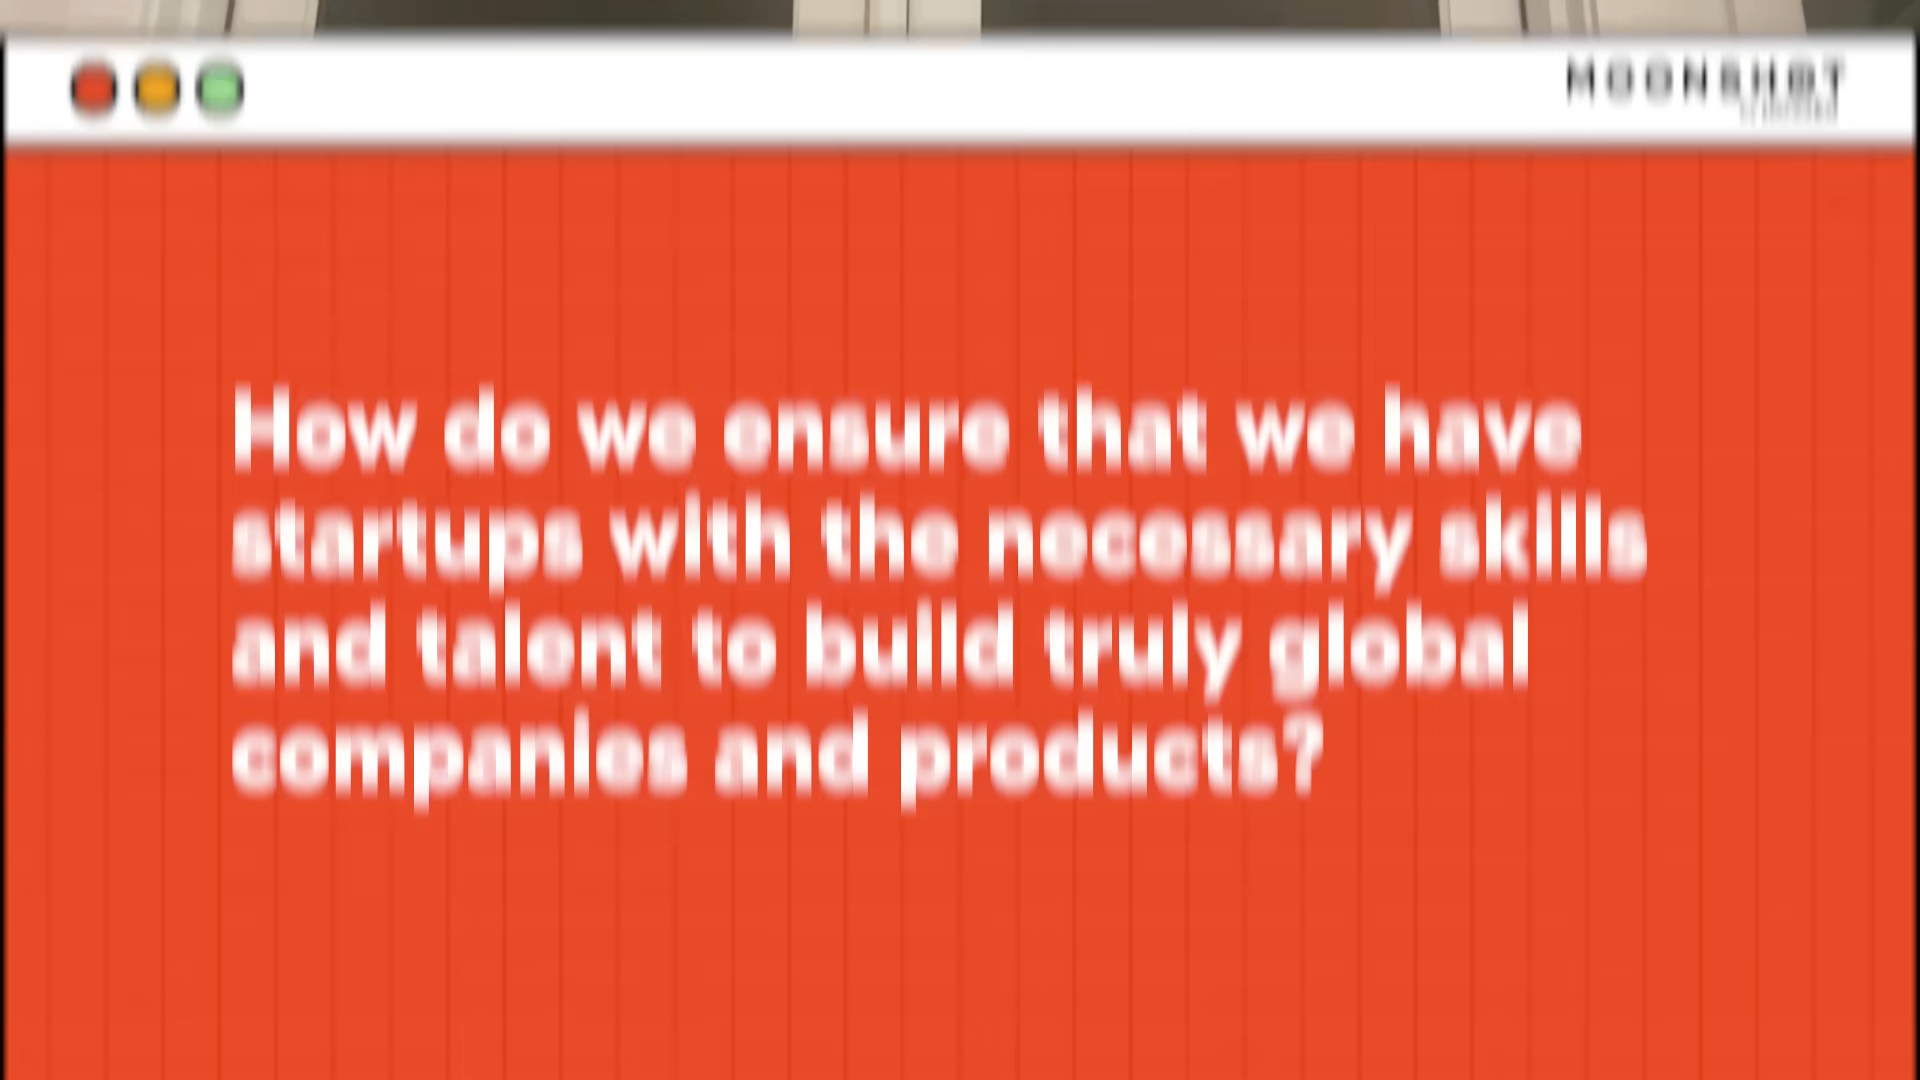 MOONSHOT
How do we ensure that we have
startups with the necessary skills
and talent to build truly global
companies and products?